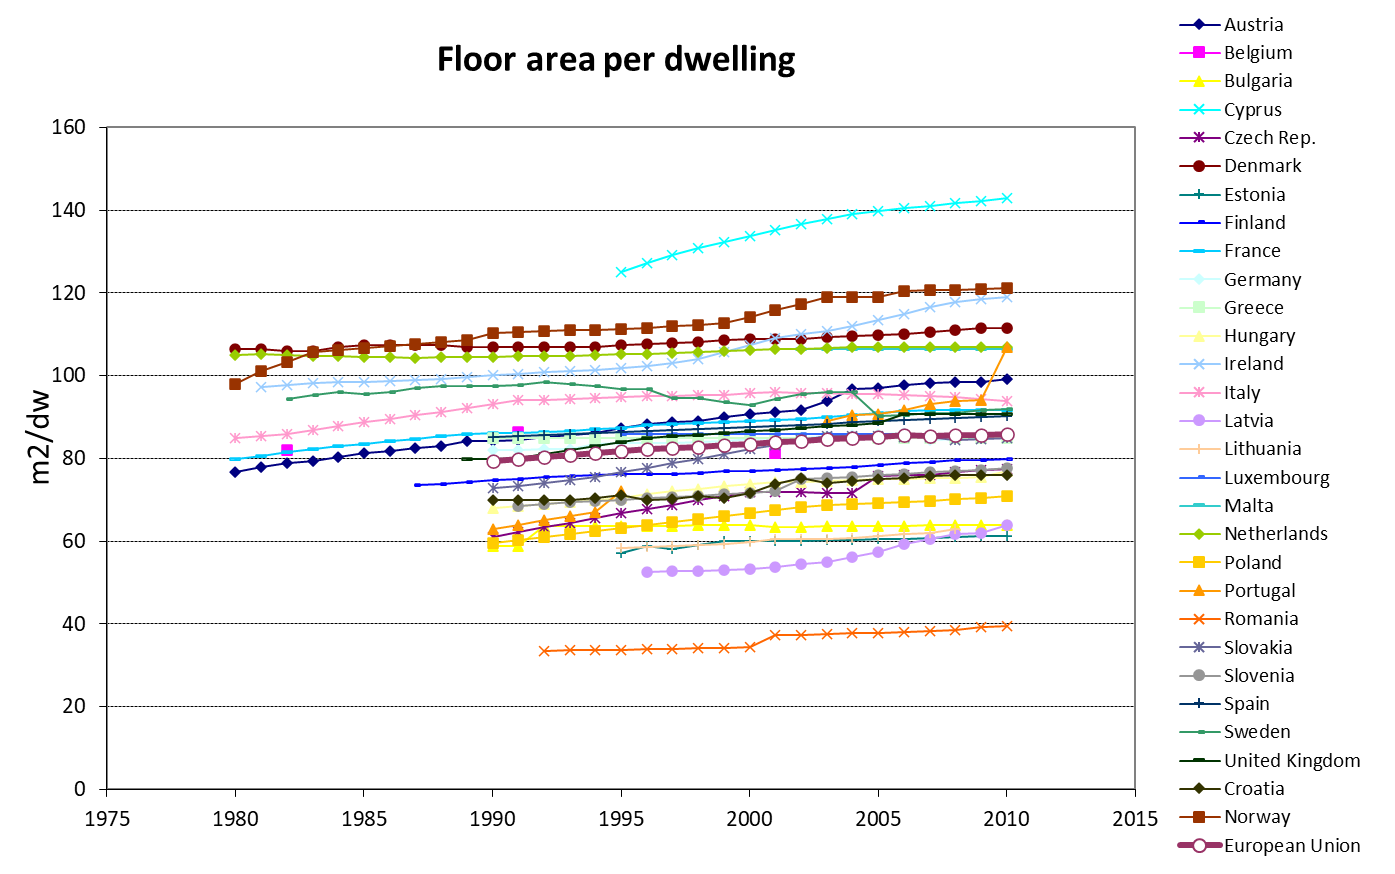 Floor area per dwelling
m2/dw
160
140
120
100
80
60
40
20
0
1975 1980 1985 1990 1995 2000 2005 2010 2015
Austria
Belgium
Bulgaria
Cyprus
Czech Rep.
Denmark
Estonia
Finland
France
Germany
Greece
Hungary
Ireland
Italy
Latvia
Lithuania
Luxembourg
Malta
Netherlands
Poland
Portugal
Romania
Slovakia
Slovenia
Spain
Sweden
United Kingdom
Croatia
Norway
European Union